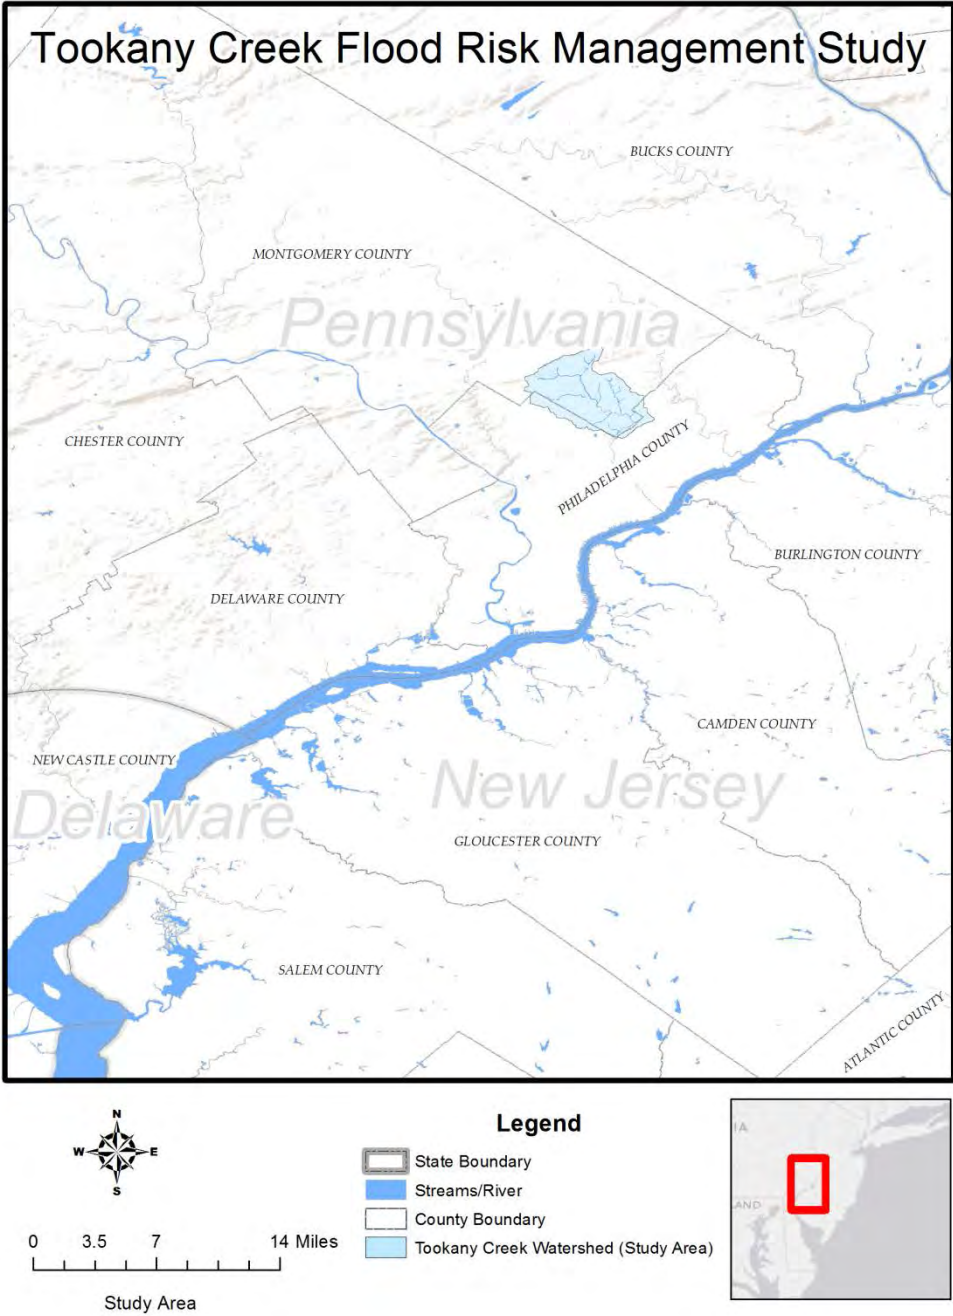 Tookany Creek Flood Risk Management Study
BUCKS COUNTY
MONTGOMERY COUNTY
Pennsylvania
CHESTER COUNTY
PHILADELPHIA COUNTY
BURLINGTON COUNTY
DELAWARE COUNTY
CAMDEN COUNTY
NEW CASTLE COUNTY
New Jersey
Delaware
GLOUCESTER COUNTY
SALEM COUNTY
ATLANTIC COUNTY
N
W E
S
0 3.5 7 14 Miles
Study Area
Legend
State Boundary
Streams/River
County Boundary
Tookany Creek Watershed (Study Area)
IA
LAND